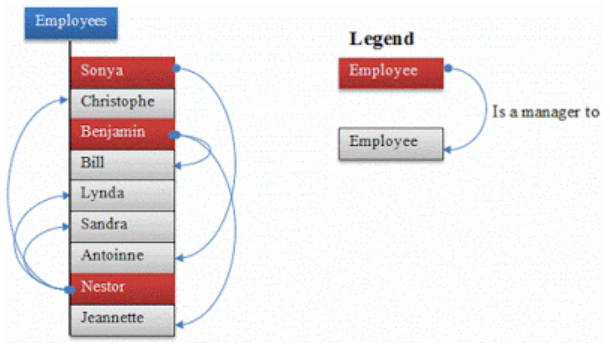 Employees
Sonya
Christophe
Benjamin
Bill
Lynda
Sandra
Antoinne
Nestor
Jeannette
Legend
Employee
Is a manager to
Employee